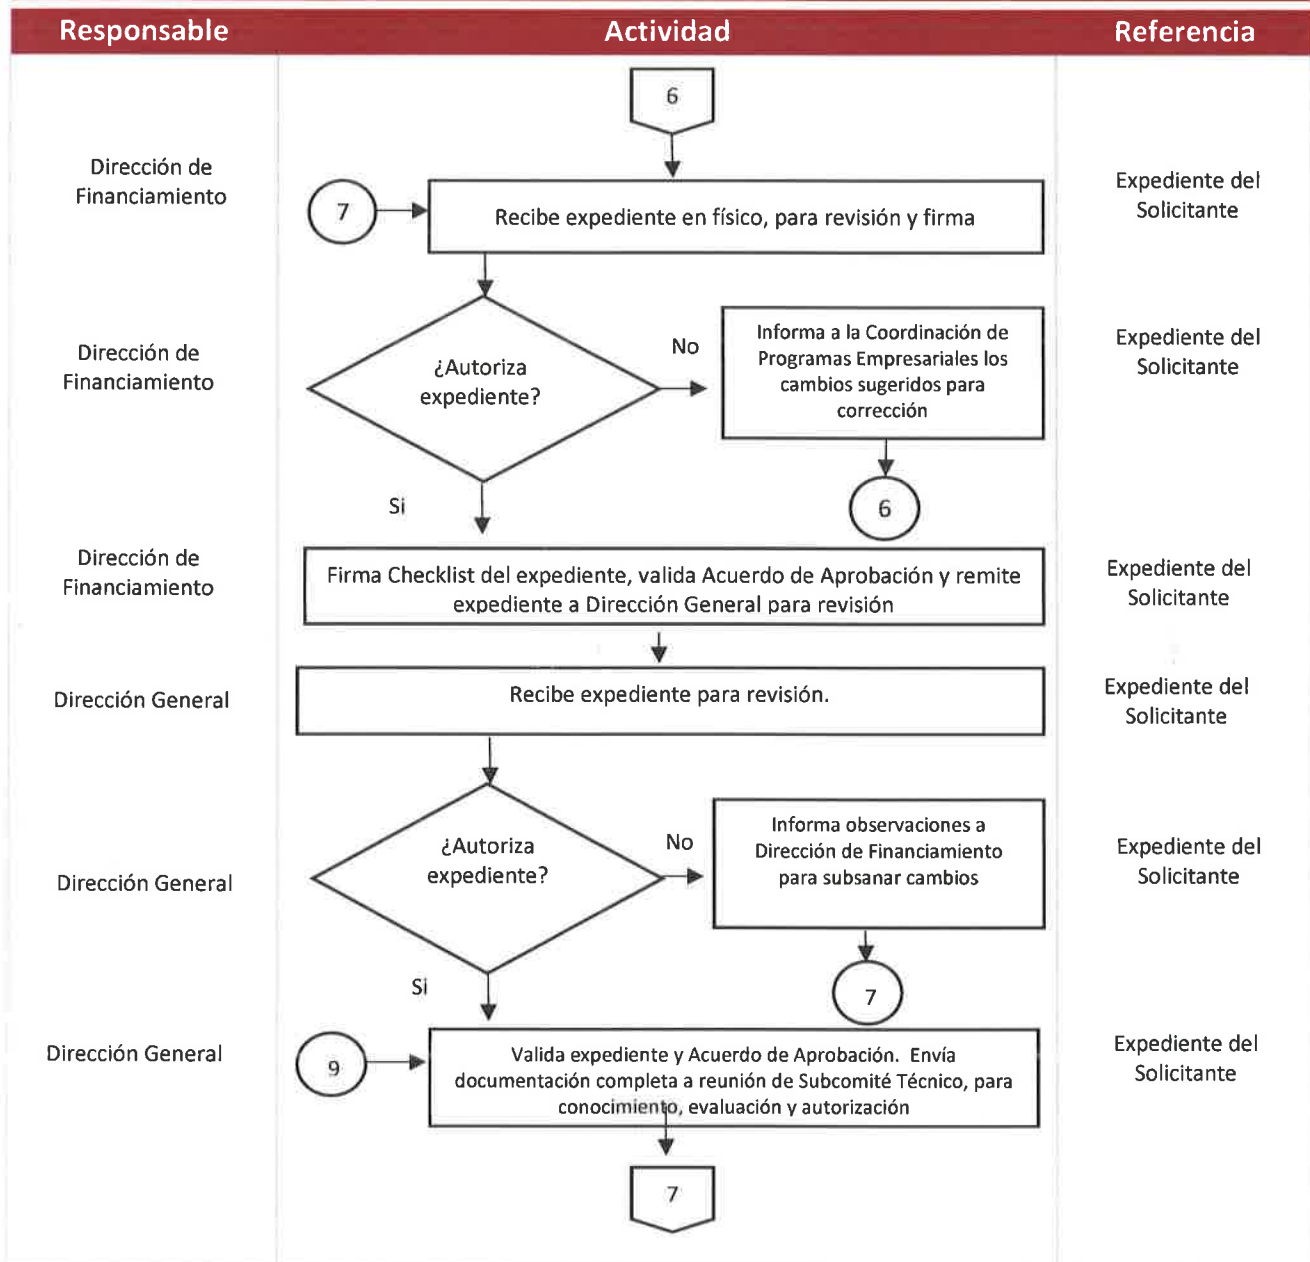 Responsable Actividad Referencia
6
Dirección de
Financiamiento
7
Recibe expediente en físico, para revisión y firma
Expediente del
Solicitante
Dirección de
Financiamiento
¿Autoriza
expediente?
No
Informa a la Coordinación de
Programas Empresariales los
cambios sugeridos para
corrección
Expediente del
Solicitante
Si
6
Dirección de
Financiamiento
Firma Checklist del expediente, valida Acuerdo de Aprobación y remite
expediente a Dirección General para revisión
Expediente del
Solicitante
Dirección General
Recibe expediente para revisión.
Expediente del
Solicitante
Dirección General
¿Autoriza
expediente?
No
Informa observaciones a
Dirección de Financiamiento
para subsanar cambios
Expediente del
Solicitante
Si
7
Dirección General
9
Valida expediente y Acuerdo de Aprobación. Envía
documentación completa a reunión de Subcomité Técnico, para
conocimiento, evaluación y autorización
Expediente del
Solicitante
7